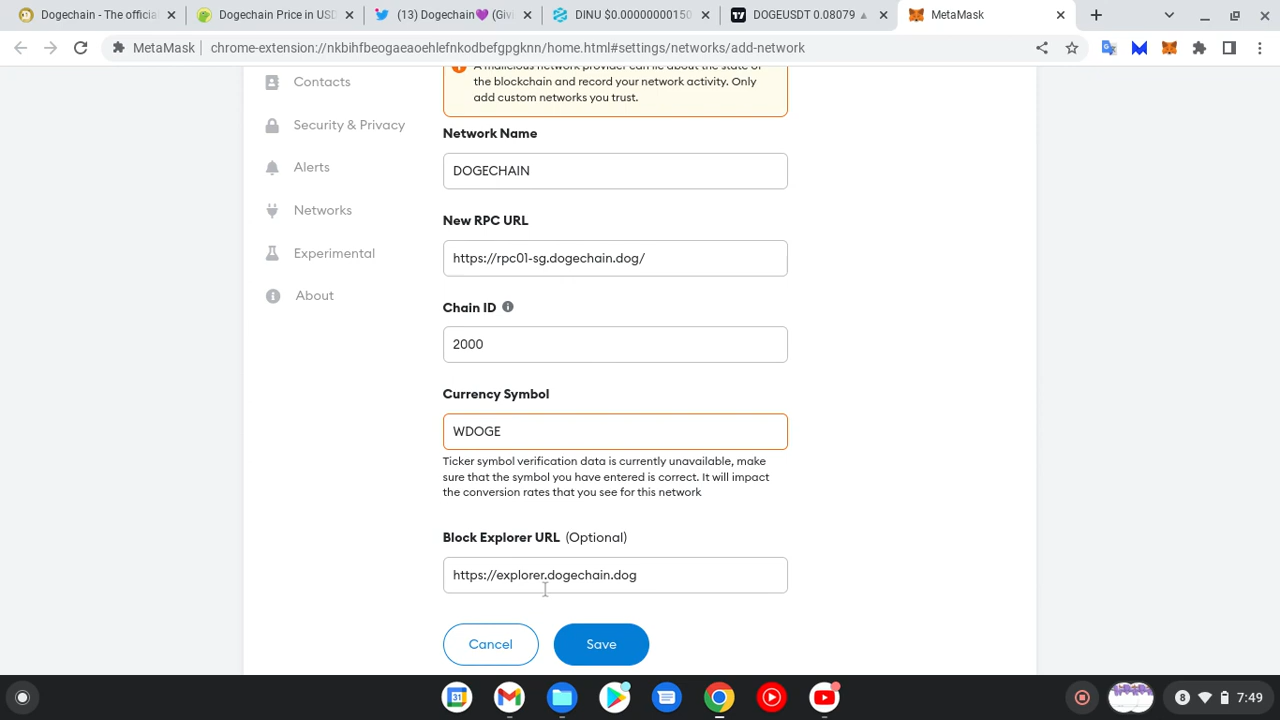 Dogechain - The officia
Dogechain Price in USD
(13) Dogechain💜 (Giv
DINU $0.00000000150
DOGEUSDT 0.08079 ▲
MetaMask
MetaMask
chrome-extension://nkbihfbeogaeaoehlefnkodbefgpgknn/home.html#settings/networks/add-network
Contacts
Security & Privacy
Alerts
Networks
Experimental
About
A malicious network provider can lie about the state of
the blockchain and record your network activity. Only
add custom networks you trust.
Network Name
DOGECHAIN
New RPC URL
https://rpc01-sg.dogechain.dog/
Chain ID
2000
Currency Symbol
WDOGE
Ticker symbol verification data is currently unavailable, make
sure that the symbol you have entered is correct. It will impact
the conversion rates that you see for this network
Block Explorer URL (Optional)
https://explorer.dogechain.dog
Cancel
Save
31
8
7:49